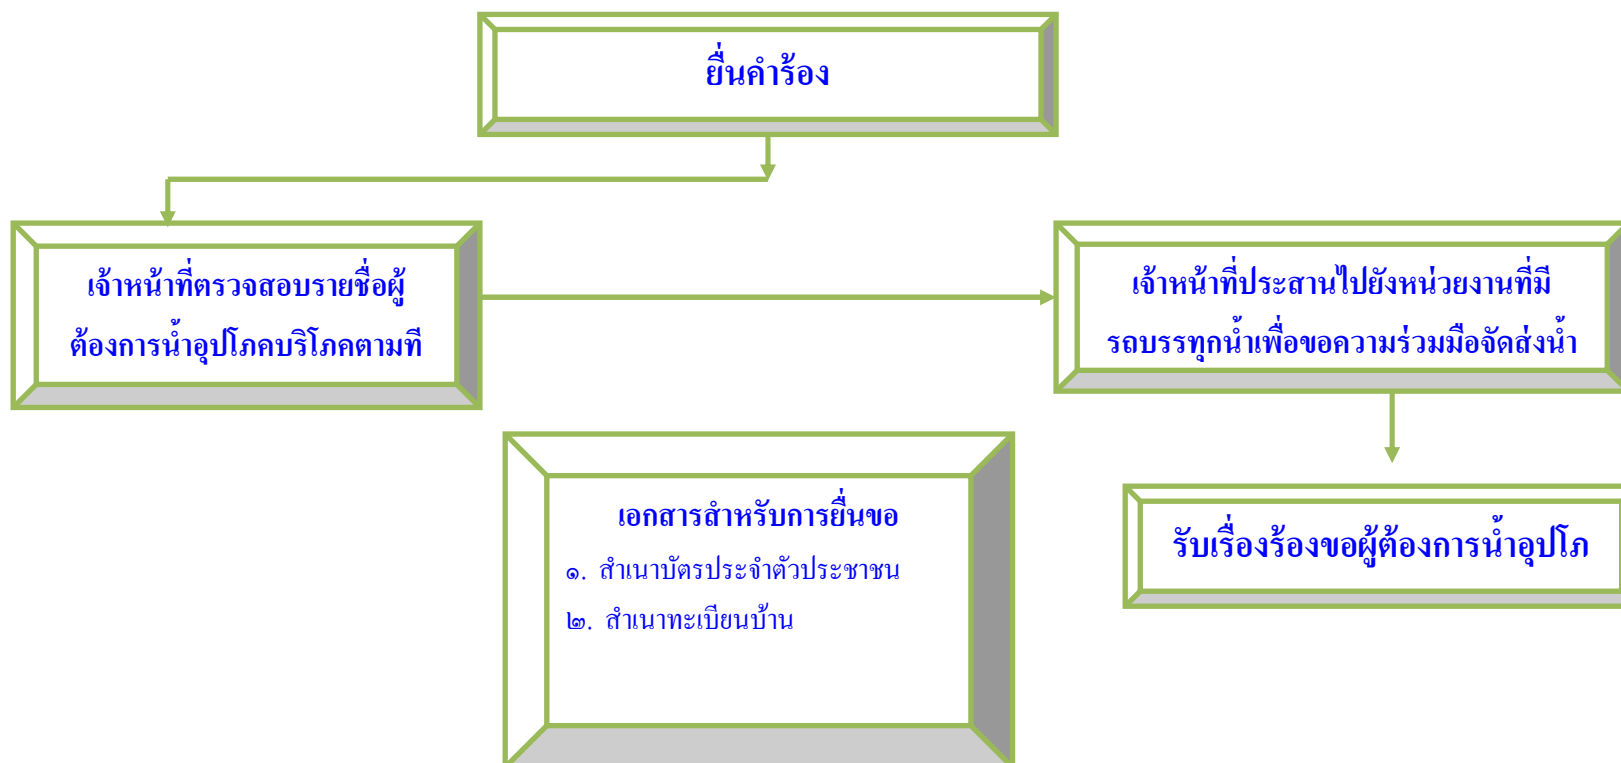 ยื่นคำร้อง
เจ้าหน้าที่ตรวจสอบรายชื่อผู้
ต้องการน้ำอุปโภคบริโภคตามที
เจ้าหน้าที่ประสานไปยังหน่วยงานที่มี
รถบรรทุกน้ำเพื่อขอความร่วมมือจัดส่งน้ำ
เอกสารสำหรับการยื่นขอ
๑. สำเนาบัตรประจำตัวประชาชน
๒. สำเนาทะเบียนบ้าน
รับเรื่องร้องขอผู้ต้องการน้ำอุปโภ